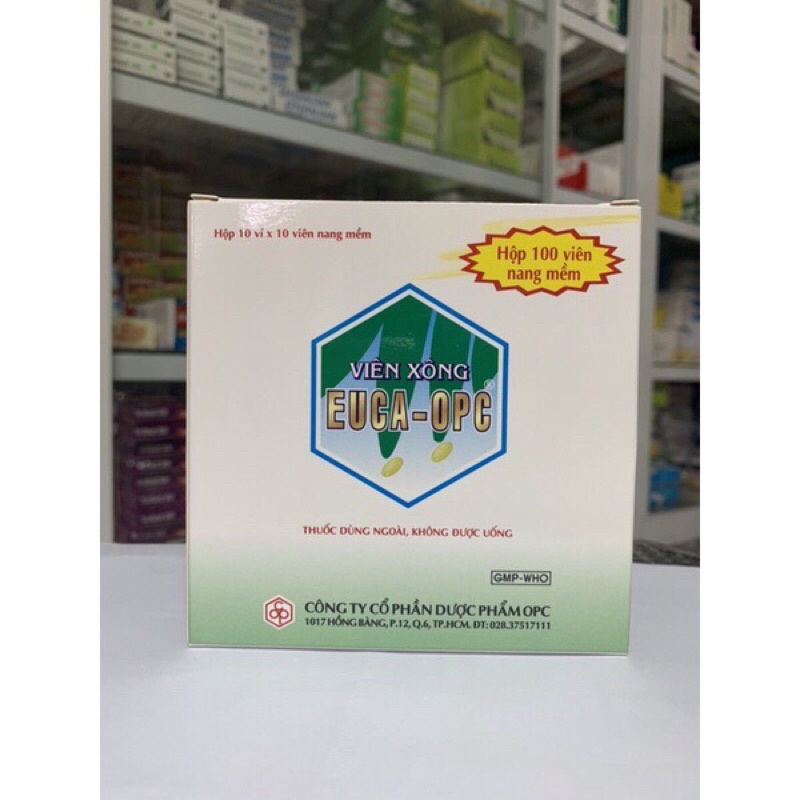 Hộp 10 vỉ x 10 viên nang mềm
Hộp 100 viên
nang mềm
VIÊN XÔNG
EUCA-OPC®
THUỐC DÙNG NGOÀI, KHÔNG ĐƯỢC UỐNG
GMP-WHO
OPC
CÔNG TY CỔ PHẦN DƯỢC PHẨM OPC
1017 HỒNG BÀNG, P.12, Q.6, TP.HCM. ĐT: 028.37517111